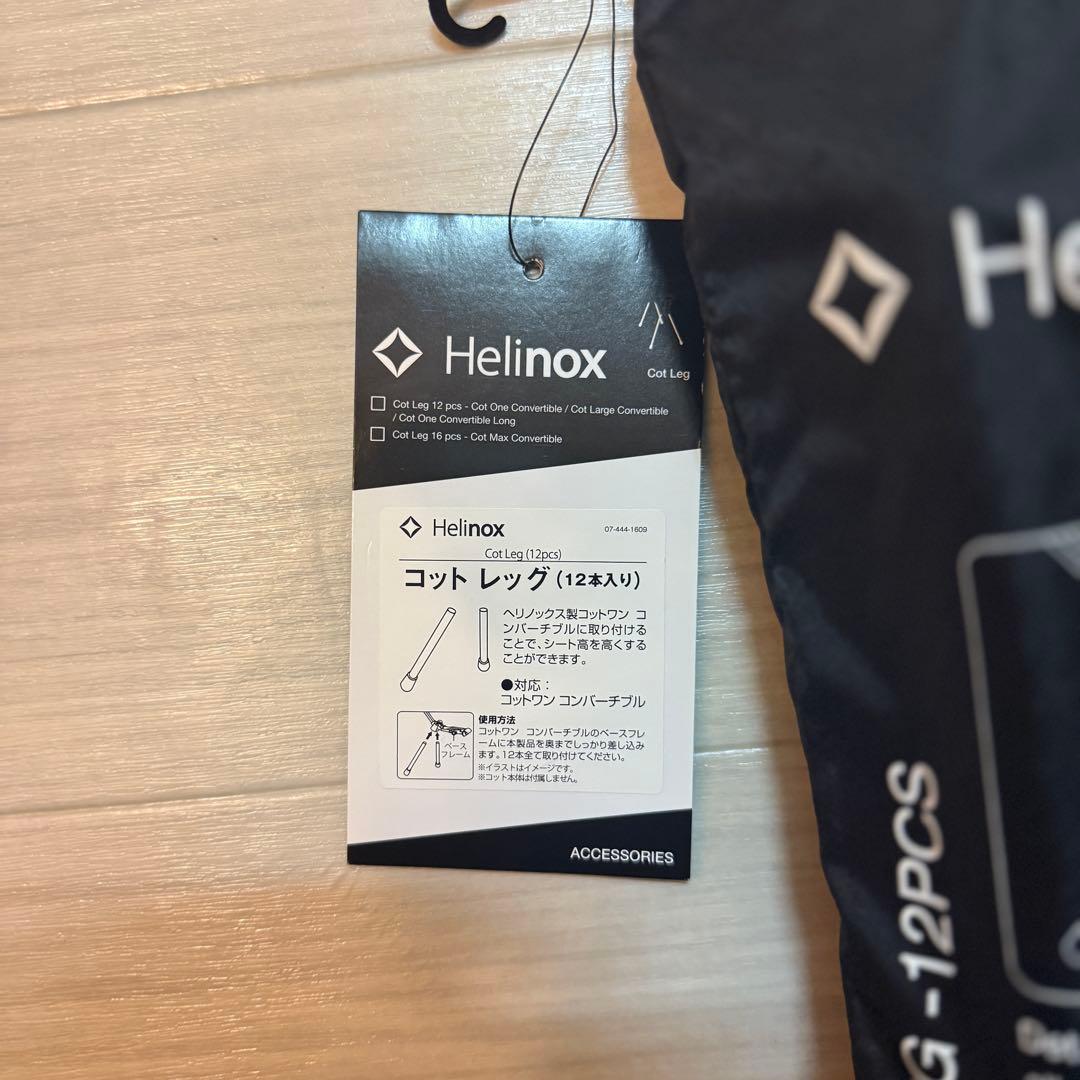 Helinox
Cot Leg
Cot Leg 12 pcs - Cot One Convertible / Cot Large Convertible
/ Cot One Convertible Long
Cot Leg 16 pcs - Cot Max Convertible
Helinox
07-444-1609
Cot Leg (12pcs)
コット レッグ (12本入り)
ヘリノックス製コットワン コ
ンバーチブルに取り付ける
ことで、シート高を高くする
ことができます。
●対応：
コットワン コンバーチブル
ベース
フレーム
使用方法
コットワン コンバーチブルのベースフレ
ームに本製品を奥までしっかり差し込み
ます。12本全て取り付けてください。
※イラストはイメージです。
※コット本体は付属しません。
ACCESSORIES
He
G -12PCS